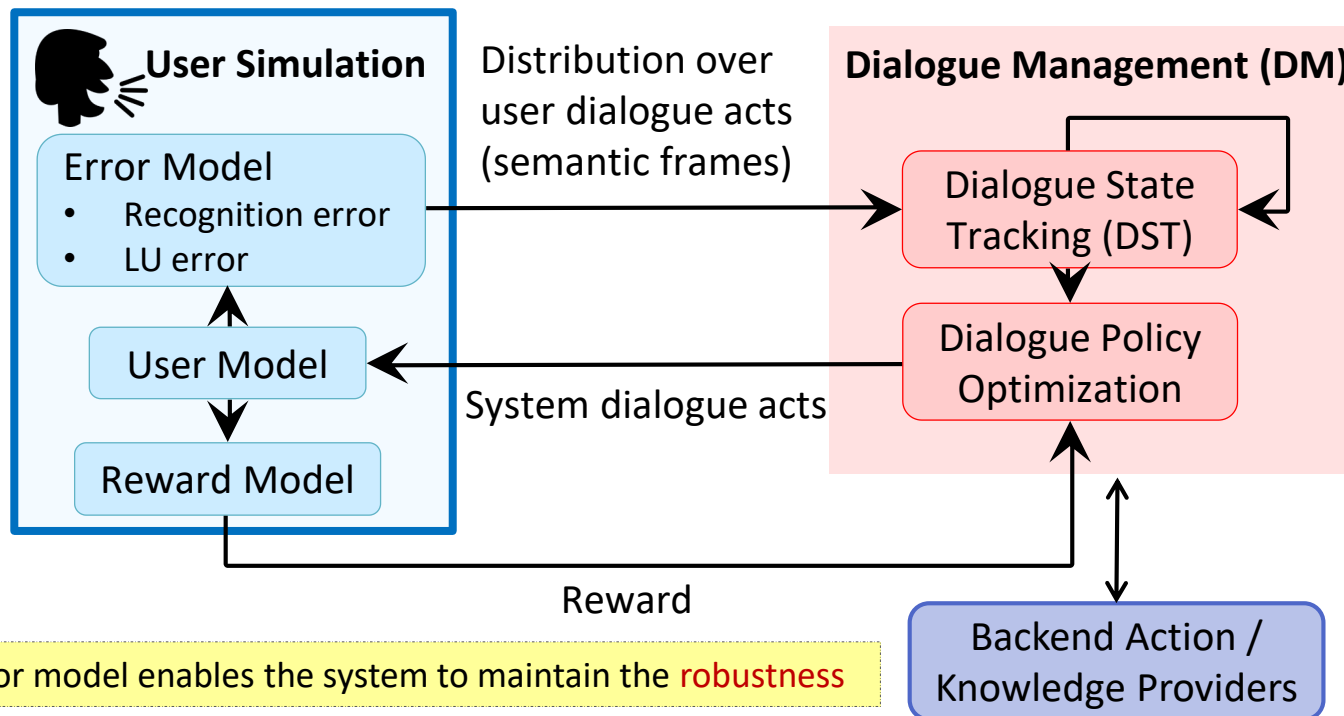 User Simulation
Error Model
• Recognition error
• LU error
User Model
Reward Model
Distribution over
user dialogue acts
(semantic frames)
System dialogue acts
Reward
Dialogue Management (DM)
Dialogue State
Tracking (DST)
Dialogue Policy
Optimization
Backend Action /
Knowledge Providers
model enables the system to maintain the robustness